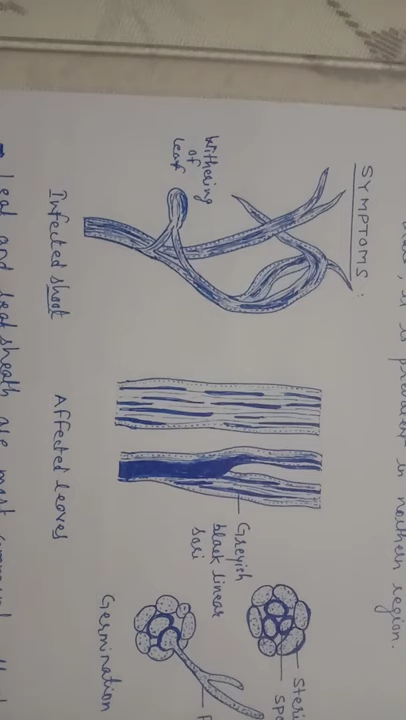 it is prevalent in northern region.
SYMPTOMS :
Withering
of
leaf
Infected shoot
Affected leaves
Greyish
black linear
sori
Germination
Leaf and leaf sheath are most